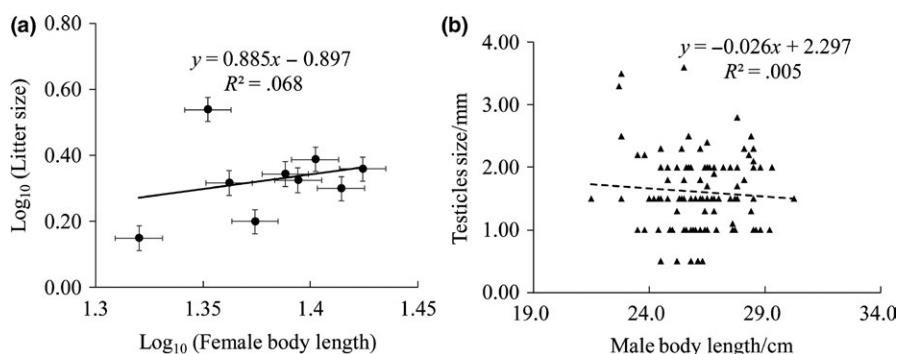 (a)
0.80
0.60
0.40
0.20
0.00
Log₁₀ (Litter size)
y = 0.885x − 0.897
R² = .068
1.3
1.35
1.4
1.45
Log₁₀ (Female body length)
(b)
4.00
3.00
2.00
1.00
0.00
Testicles size/mm
y = −0.026x + 2.297
R² = .005
19.0
24.0
29.0
34.0
Male body length/cm